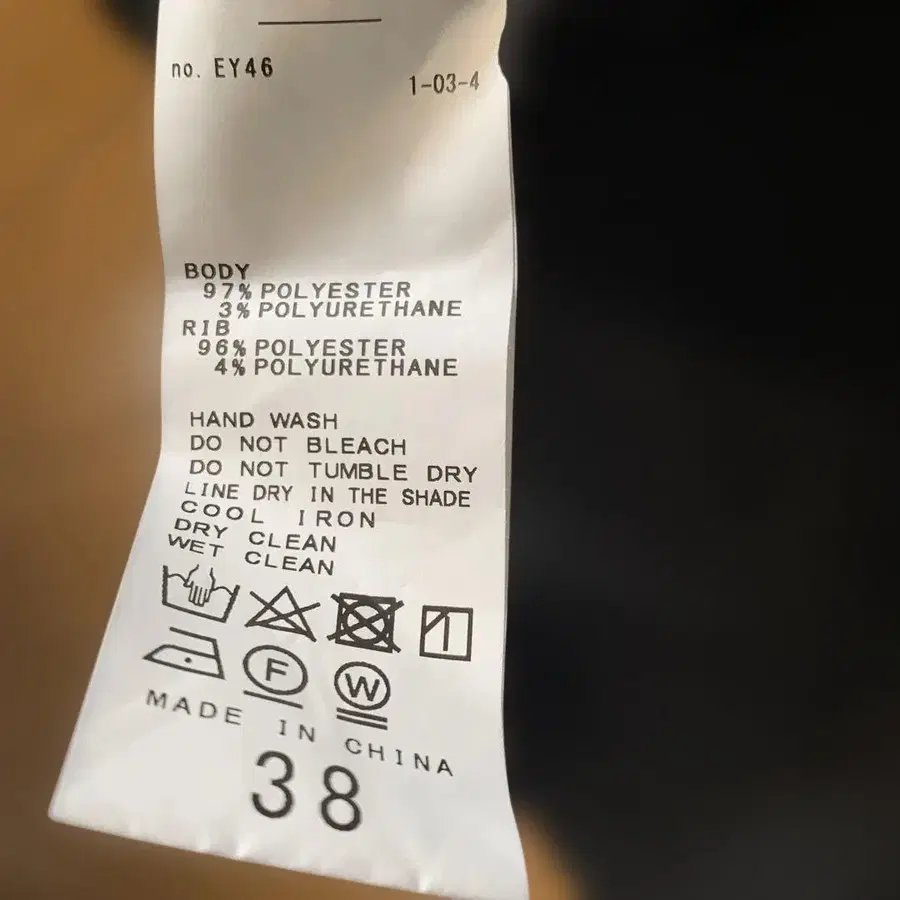 no. EY46
1-03-4
BODY
97% POLYESTER
3% POLYURETHANE
RIB
96% POLYESTER
4% POLYURETHANE
HAND WASH
DO NOT BLEACH
DO NOT TUMBLE DRY
LINE DRY IN THE SHADE
COOL IRON
DRY CLEAN
WET CLEAN
F W
MADE IN CHINA
38